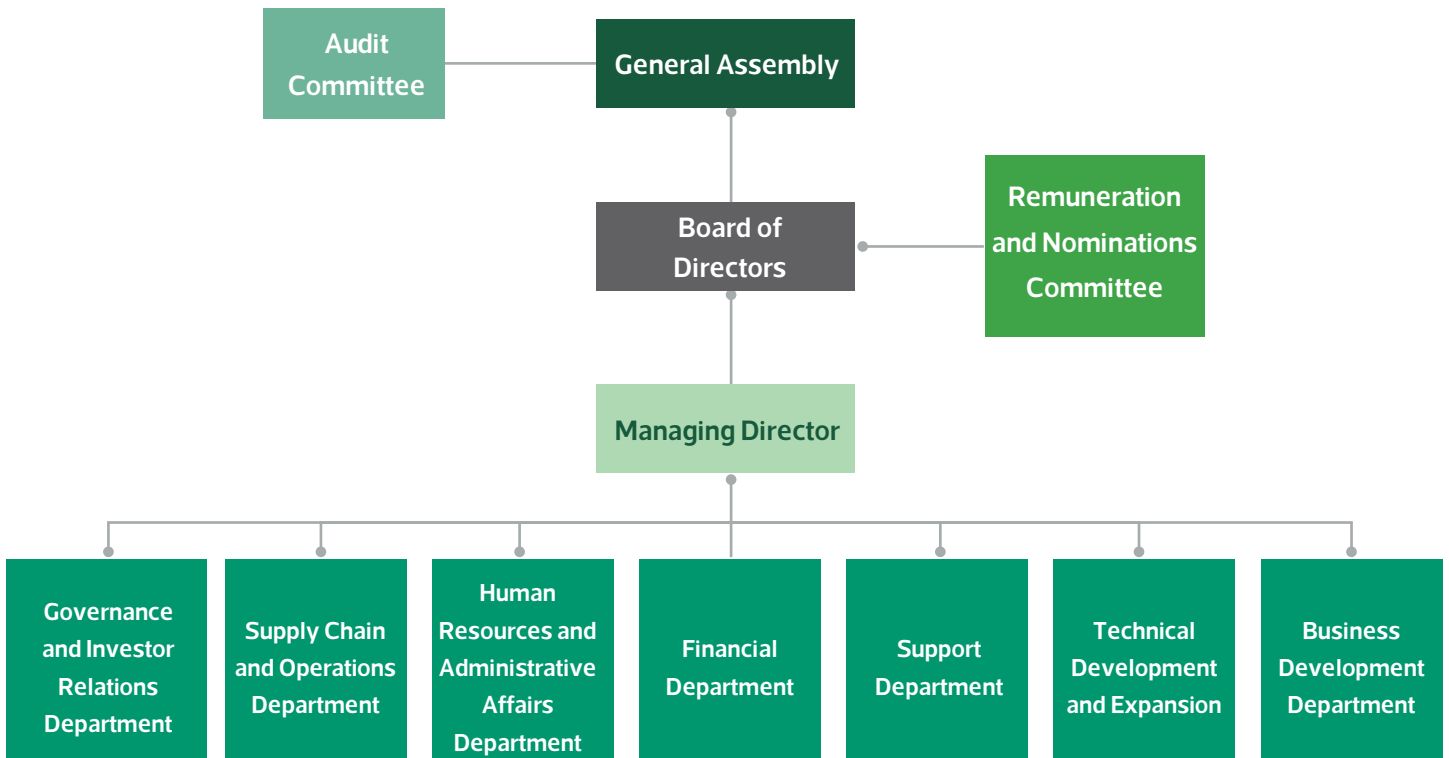 Audit
Committee
General Assembly
Remuneration
and Nominations
Committee
Board of
Directors
Managing Director
Governance
and Investor
Relations
Department
Supply Chain
and Operations
Department
Human
Resources and
Administrative
Affairs
Department
Financial
Department
Support
Department
Technical
Development
and Expansion
Business
Development
Department